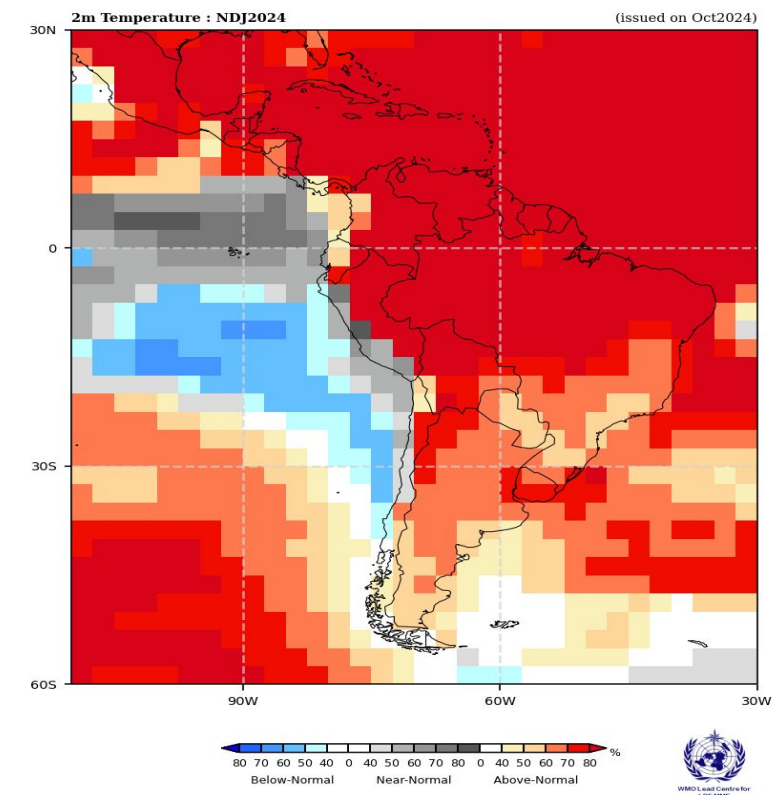 2m Temperature : NDJ2024 (issued on Oct2024)
30N
15N
0
15S
30S
60S
90W 60W 30W
80 70 60 50 40 0 40 50 60 70 80 0 40 50 60 70 80 %
Below-Normal Near-Normal Above-Normal
WMO Lead Centre for